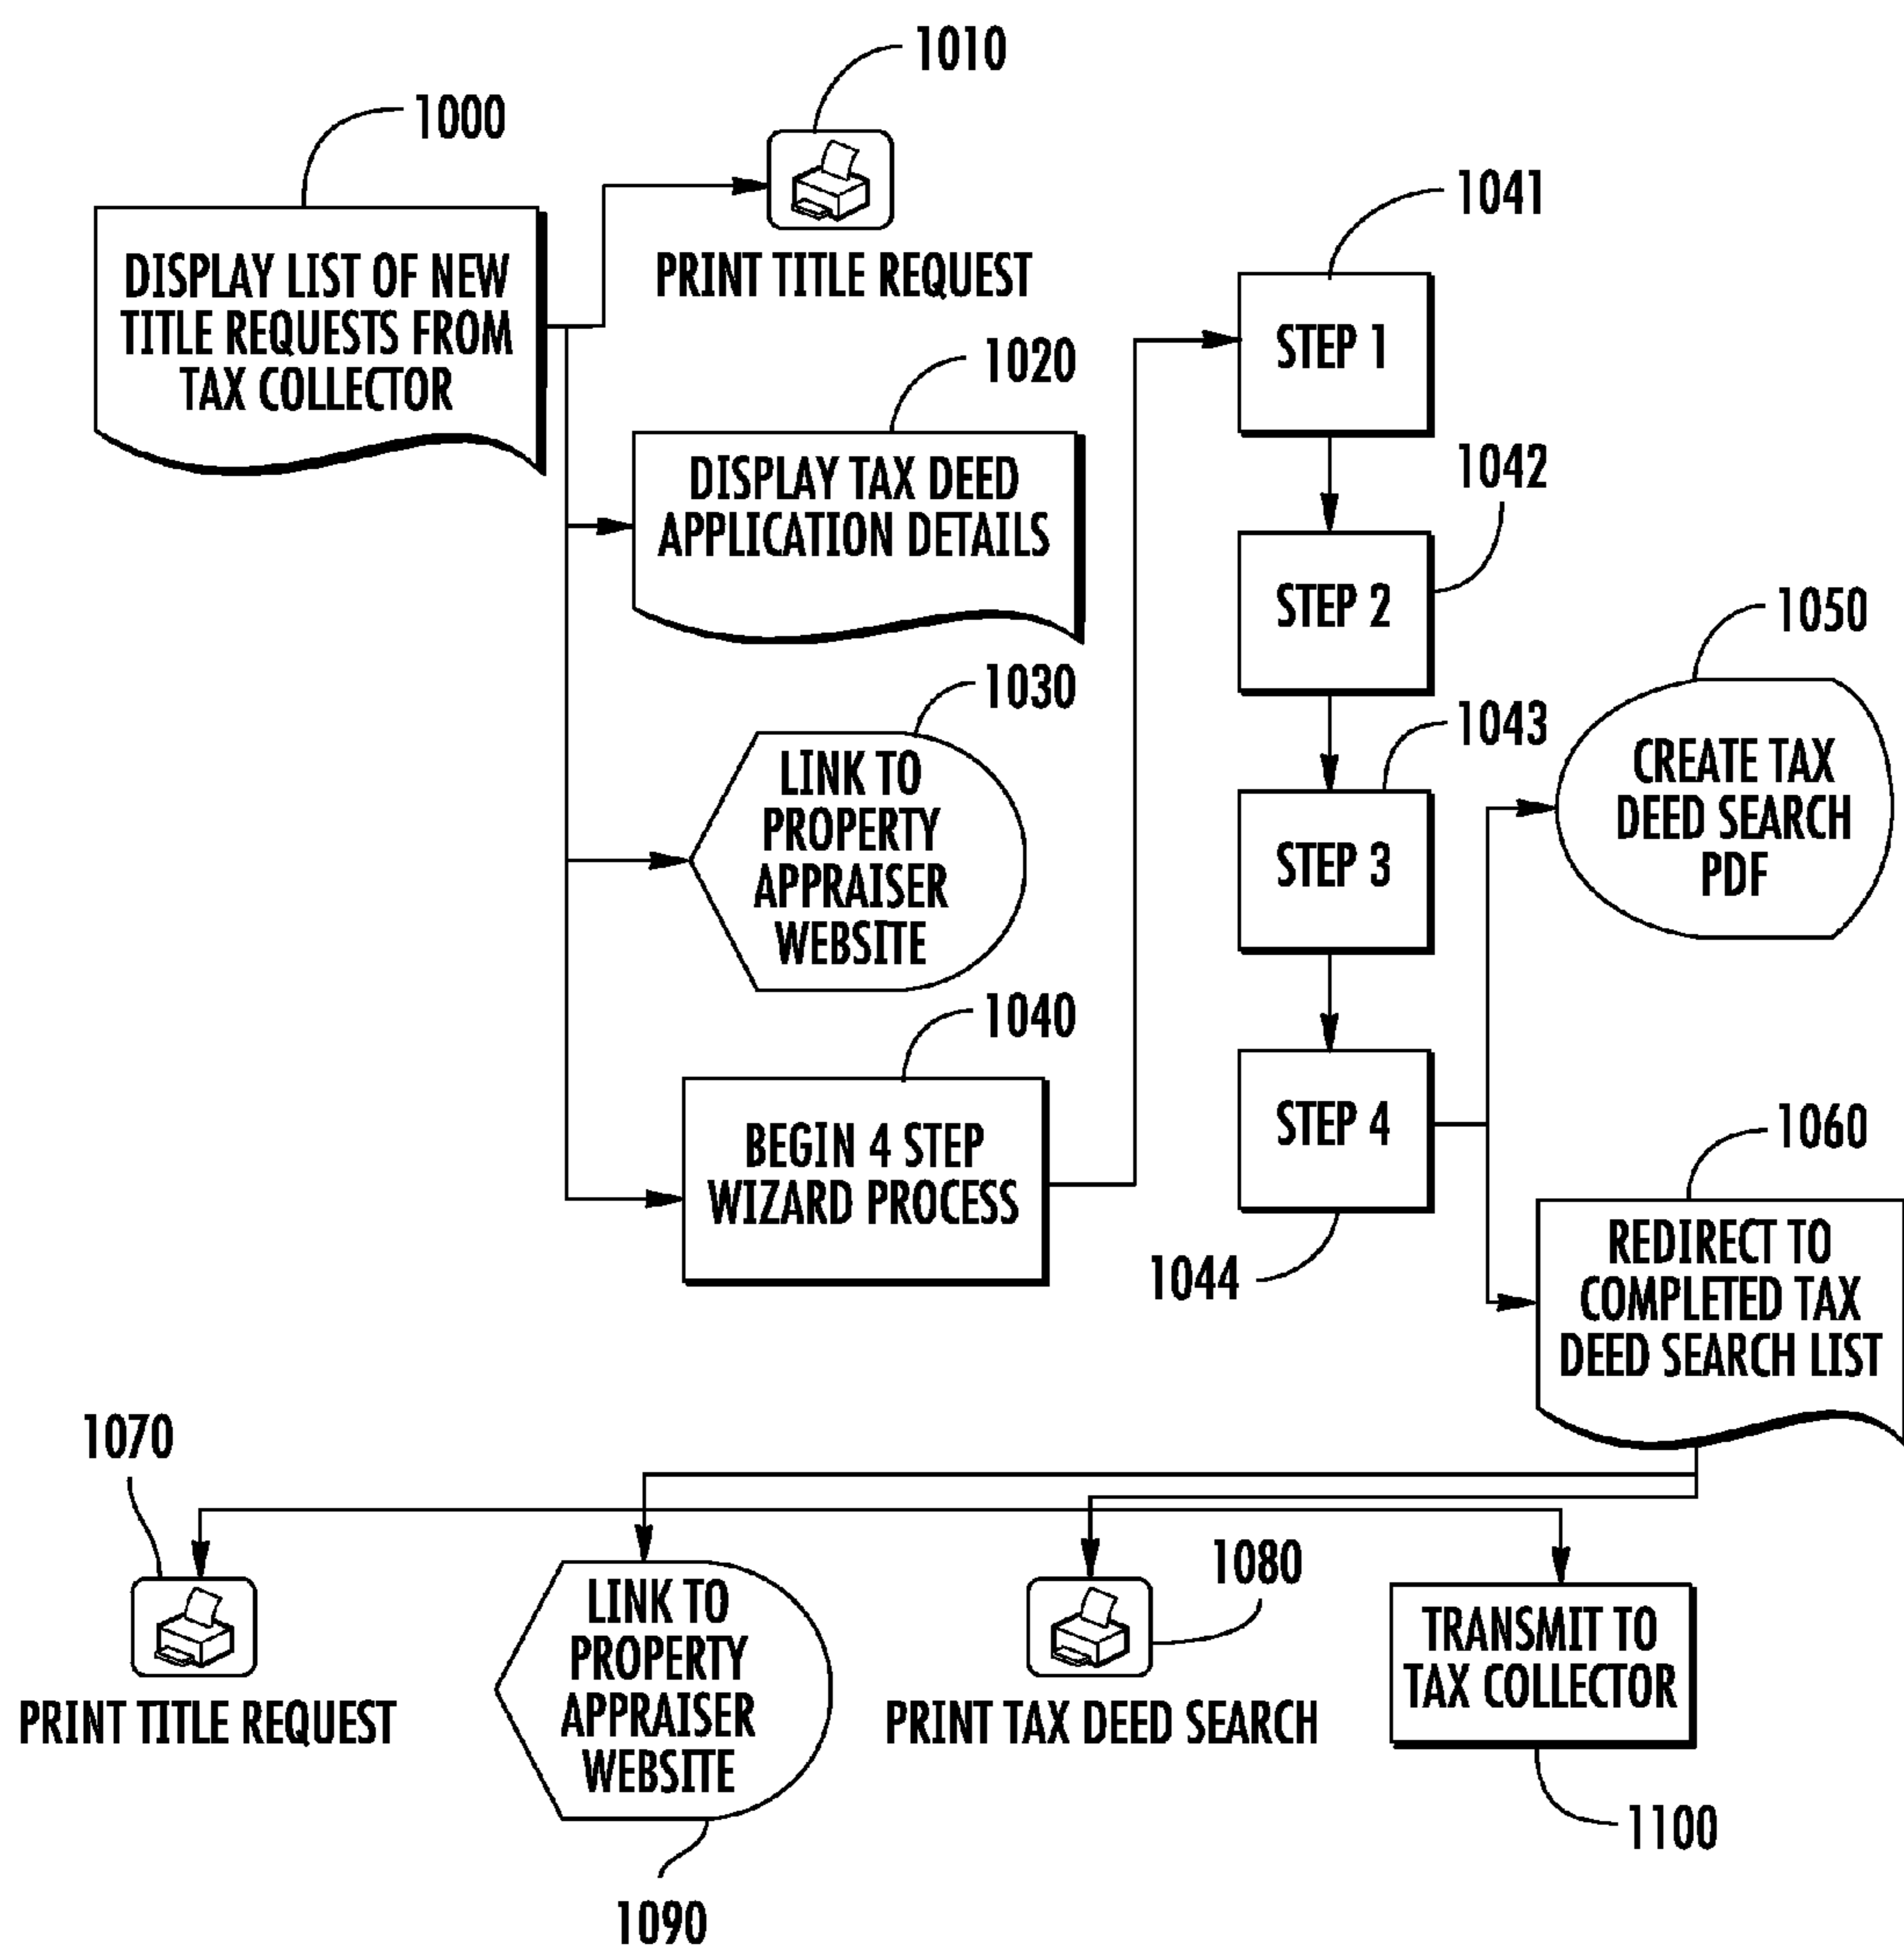 1010
1000
DISPLAY LIST OF NEW
TITLE REQUESTS FROM
TAX COLLECTOR
PRINT TITLE REQUEST
1020
DISPLAY TAX DEED
APPLICATION DETAILS
1030
LINK TO
PROPERTY
APPRAISER
WEBSITE
1040
BEGIN 4 STEP
WIZARD PROCESS
1041
STEP 1
1042
STEP 2
1043
STEP 3
STEP 4
1044
1050
CREATE TAX
DEED SEARCH
PDF
1060
REDIRECT TO
COMPLETED TAX
DEED SEARCH LIST
1070
PRINT TITLE REQUEST
LINK TO
PROPERTY
APPRAISER
WEBSITE
1090
1080
PRINT TAX DEED SEARCH
TRANSMIT TO
TAX COLLECTOR
1100